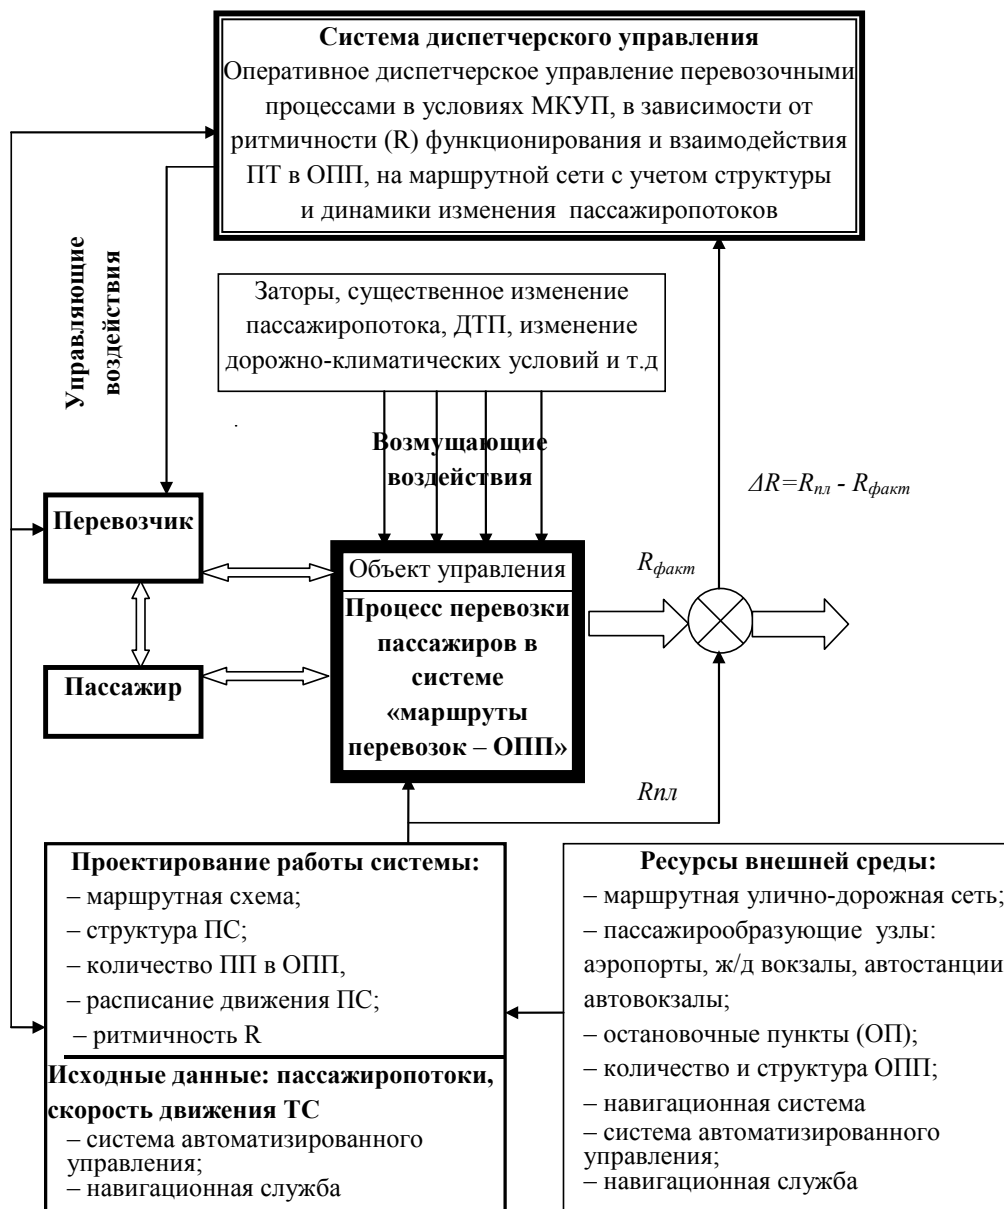 Система диспетчерского управления
Оперативное диспетчерское управление перевозочными
процессами в условиях МКУП, в зависимости от
ритмичности (R) функционирования и взаимодействия
ПТ в ОПП, на маршрутной сети с учетом структуры
и динамики изменения пассажиропотоков
Управляющие
воздействия
Заторы, существенное изменение
пассажиропотока, ДТП, изменение
дорожно-климатических условий и т.д
Возмущающие
воздействия
ΔR=Rпл - Rфакт
Перевозчик
Объект управления
Rфакт
Процесс перевозки
пассажиров в
системе
«маршруты
перевозок – ОПП»
Пассажир
Rпл
Проектирование работы системы:
– маршрутная схема;
– структура ПС;
– количество ПП в ОПП,
– расписание движения ПС;
– ритмичность R
Исходные данные: пассажиропотоки,
скорость движения ТС
– система автоматизированного
управления;
– навигационная служба
Ресурсы внешней среды:
– маршрутная улично-дорожная сеть;
– пассажирообразующие узлы:
аэропорты, ж/д вокзалы, автостанции
автовокзалы;
– остановочные пункты (ОП);
– количество и структура ОПП;
– навигационная система
– система автоматизированного
управления;
– навигационная служба